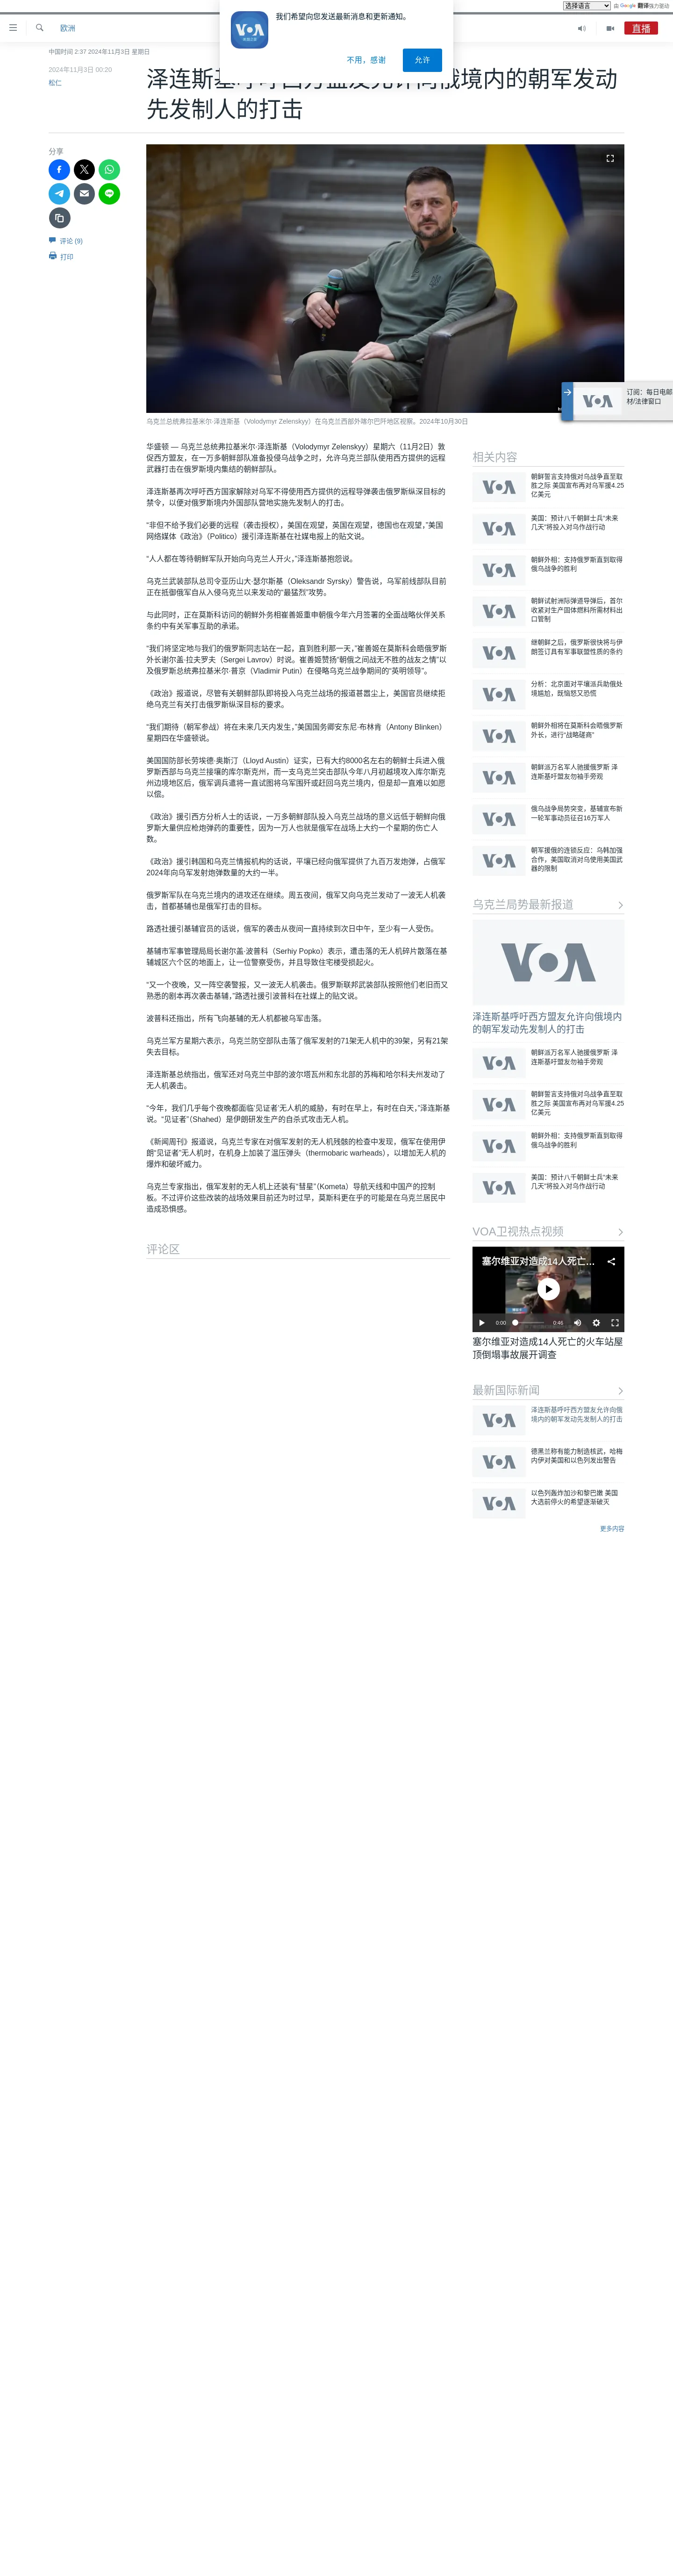 选择语言 由 Google 翻译强力驱动
我们希望向您发送最新消息和更新通知。
VOA
不用，感谢
允许
欧洲
直播
中国时间 2:37 2024年11月3日 星期日
2024年11月3日 00:20
松仁
先发制人的打击
分享
评论 (9)
打印
订阅：每日电邮
材/法律窗口
乌克兰总统弗拉基米尔·泽连斯基（Volodymyr Zelenskyy）在乌克兰西部外喀尔巴阡地区视察。2024年10月30日
华盛顿 — 乌克兰总统弗拉基米尔·泽连斯基（Volodymyr Zelenskyy）星期六（11月2日）敦
促西方盟友，在一万多朝鲜部队准备投侵乌战争之时，允许乌克兰部队使用西方提供的远程
武器打击在俄罗斯境内集结的朝鲜部队。
泽连斯基再次呼吁西方国家解除对乌军不得使用西方提供的远程导弹袭击俄罗斯纵深目标的
禁令，以便对俄罗斯境内外国部队营地实施先发制人的打击。
“非但不给予我们必要的远程（袭击授权），美国在观望，英国在观望，德国也在观望，”美国
网络媒体《政治》（Politico）援引泽连斯基在社媒电报上的贴文说。
“人人都在等待朝鲜军队开始向乌克兰人开火，”泽连斯基抱怨说。
乌克兰武装部队总司令亚历山大·瑟尔斯基（Oleksandr Syrsky）警告说，乌军前线部队目前
正在抵御俄军自从入侵乌克兰以来发动的“最猛烈”攻势。
与此同时，正在莫斯科访问的朝鲜外务相崔善姬重申朝俄今年六月签署的全面战略伙伴关系
条约中有关军事互助的承诺。
“我们将坚定地与我们的俄罗斯同志站在一起，直到胜利那一天，”崔善姬在莫斯科会晤俄罗斯
外长谢尔盖·拉夫罗夫（Sergei Lavrov）时说。崔善姬赞扬“朝俄之间战无不胜的战友之情”以
及俄罗斯总统弗拉基米尔·普京（Vladimir Putin）在侵略乌克兰战争期间的“英明领导”。
《政治》报道说，尽管有关朝鲜部队即将投入乌克兰战场的报道甚嚣尘上，美国官员继续拒
绝乌克兰有关打击俄罗斯纵深目标的要求。
“我们期待（朝军参战）将在未来几天内发生，”美国国务卿安东尼·布林肯（Antony Blinken）
星期四在华盛顿说。
美国国防部长劳埃德·奥斯汀（Lloyd Austin）证实，已有大约8000名左右的朝鲜士兵进入俄
罗斯西部与乌克兰接壤的库尔斯克州，而一支乌克兰突击部队今年八月初越境攻入库尔斯克
州边境地区后，俄军调兵遣将一直试图将乌军围歼或赶回乌克兰境内，但是却一直难以如愿
以偿。
《政治》援引西方分析人士的话说，一万多朝鲜部队投入乌克兰战场的意义远低于朝鲜向俄
罗斯大量供应枪炮弹药的重要性，因为一万人也就是俄军在战场上大约一个星期的伤亡人
数。
《政治》援引韩国和乌克兰情报机构的话说，平壤已经向俄军提供了九百万发炮弹，占俄军
2024年向乌军发射炮弹数量的大约一半。
俄罗斯军队在乌克兰境内的进攻还在继续。周五夜间，俄军又向乌克兰发动了一波无人机袭
击，首都基辅也是俄军打击的目标。
路透社援引基辅官员的话说，俄军的袭击从夜间一直持续到次日中午，至少有一人受伤。
基辅市军事管理局局长谢尔盖·波普科（Serhiy Popko）表示，遭击落的无人机碎片散落在基
辅城区六个区的地面上，让一位警察受伤，并且导致住宅楼受损起火。
“又一个夜晚，又一阵空袭警报，又一波无人机袭击。俄罗斯联邦武装部队按照他们老旧而又
熟悉的剧本再次袭击基辅，”路透社援引波普科在社媒上的贴文说。
波普科还指出，所有飞向基辅的无人机都被乌军击落。
乌克兰军方星期六表示，乌克兰防空部队击落了俄军发射的71架无人机中的39架，另有21架
失去目标。
泽连斯基总统指出，俄军还对乌克兰中部的波尔塔瓦州和东北部的苏梅和哈尔科夫州发动了
无人机袭击。
“今年，我们几乎每个夜晚都面临‘见证者’无人机的威胁，有时在早上，有时在白天，”泽连斯基
说。“见证者”（Shahed）是伊朗研发生产的自杀式攻击无人机。
《新闻周刊》报道说，乌克兰专家在对俄军发射的无人机残骸的检查中发现，俄军在使用伊
朗“见证者”无人机时，在机身上加装了温压弹头（thermobaric warheads），以增加无人机的
爆炸和破坏威力。
乌克兰专家指出，俄军发射的无人机上还装有“彗星”（Kometa）导航天线和中国产的控制
板。不过评价这些改装的战场效果目前还为时过早，莫斯科更在乎的可能是在乌克兰居民中
造成恐惧感。
评论区
相关内容
朝鲜誓言支持俄对乌战争直至取
胜之际 美国宣布再对乌军援4.25
亿美元
美国：预计八千朝鲜士兵“未来
几天”将投入对乌作战行动
朝鲜外相：支持俄罗斯直到取得
俄乌战争的胜利
朝鲜试射洲际弹道导弹后，首尔
收紧对生产固体燃料所需材料出
口管制
继朝鲜之后，俄罗斯很快将与伊
朗签订具有军事联盟性质的条约
分析：北京面对平壤派兵助俄处
境尴尬，既恼怒又恐慌
朝鲜外相将在莫斯科会晤俄罗斯
外长，进行“战略磋商”
朝鲜派万名军人驰援俄罗斯 泽
连斯基吁盟友勿袖手旁观
俄乌战争局势突变，基辅宣布新
一轮军事动员征召16万军人
朝军援俄的连锁反应：乌韩加强
合作，美国取消对乌使用美国武
器的限制
乌克兰局势最新报道
VOA
泽连斯基呼吁西方盟友允许向俄境内
的朝军发动先发制人的打击
朝鲜派万名军人驰援俄罗斯 泽
连斯基吁盟友勿袖手旁观
朝鲜誓言支持俄对乌战争直至取
胜之际 美国宣布再对乌军援4.25
亿美元
朝鲜外相：支持俄罗斯直到取得
俄乌战争的胜利
美国：预计八千朝鲜士兵“未来
几天”将投入对乌作战行动
VOA卫视热点视频
塞尔维亚对造成14人死亡...
0:00
0:46
塞尔维亚对造成14人死亡的火车站屋
顶倒塌事故展开调查
最新国际新闻
泽连斯基呼吁西方盟友允许向俄
境内的朝军发动先发制人的打击
德黑兰称有能力制造核武，哈梅
内伊对美国和以色列发出警告
以色列轰炸加沙和黎巴嫩 美国
大选前停火的希望逐渐破灭
更多内容